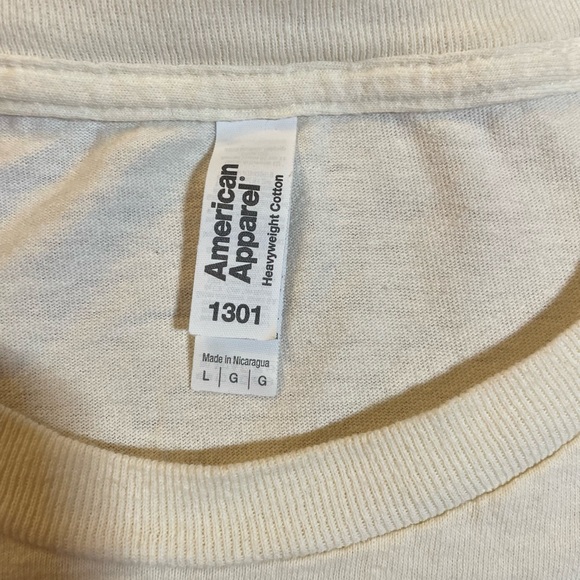 American
Apparel®
Heavyweight Cotton
1301
Made in Nicaragua
L | G | G